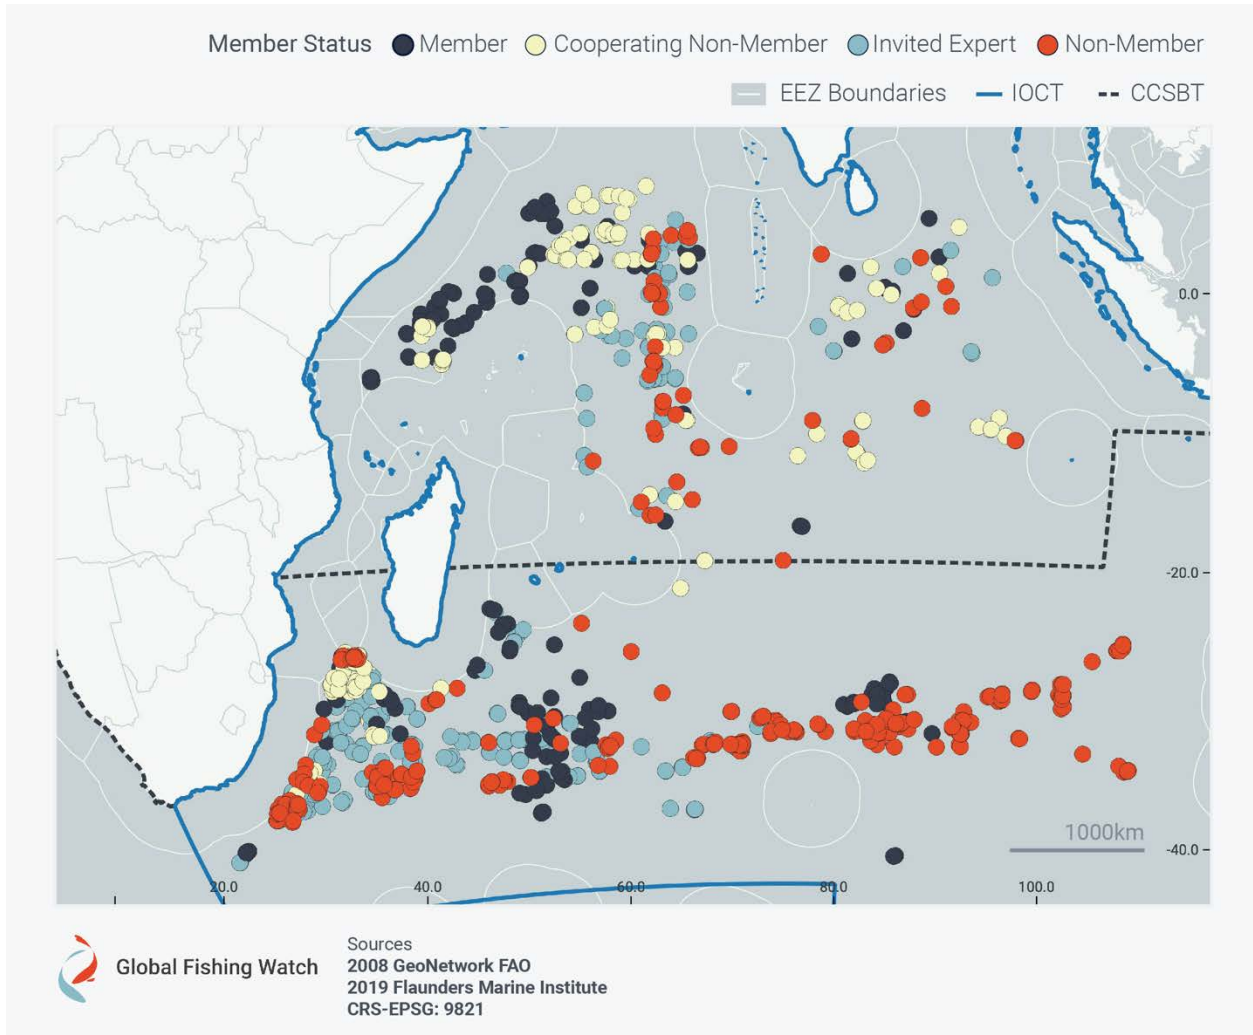 Member Status Member Cooperating Non-Member Invited Expert Non-Member
EEZ Boundaries IOCT CCSBT
0.0
-20.0
1000km
-40.0
20.0 40.0 60.0 80.0 100.0
Global Fishing Watch
Sources
2008 GeoNetwork FAO
2019 Flaunders Marine Institute
CRS-EPSG: 9821